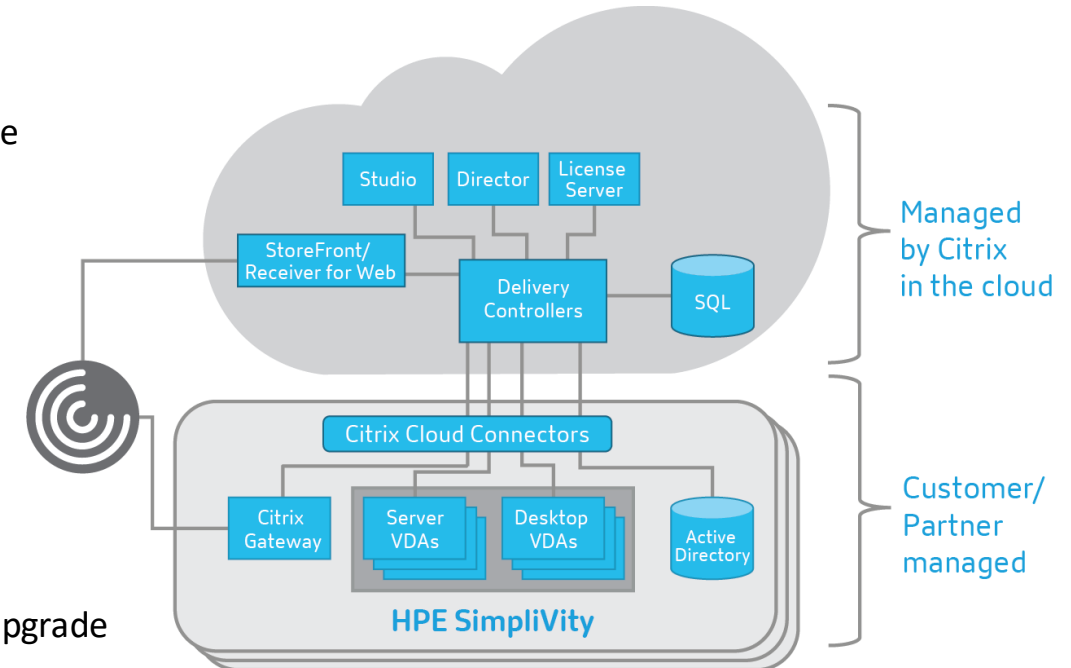 e
Studio
Director
License
Server
StoreFront/
Receiver for Web
Delivery
Controllers
SQL
Managed
by Citrix
in the cloud
Citrix Cloud Connectors
Citrix
Gateway
Server
VDAs
Desktop
VDAs
Active
Directory
HPE SimpliVity
Customer/
Partner
managed
pgrade